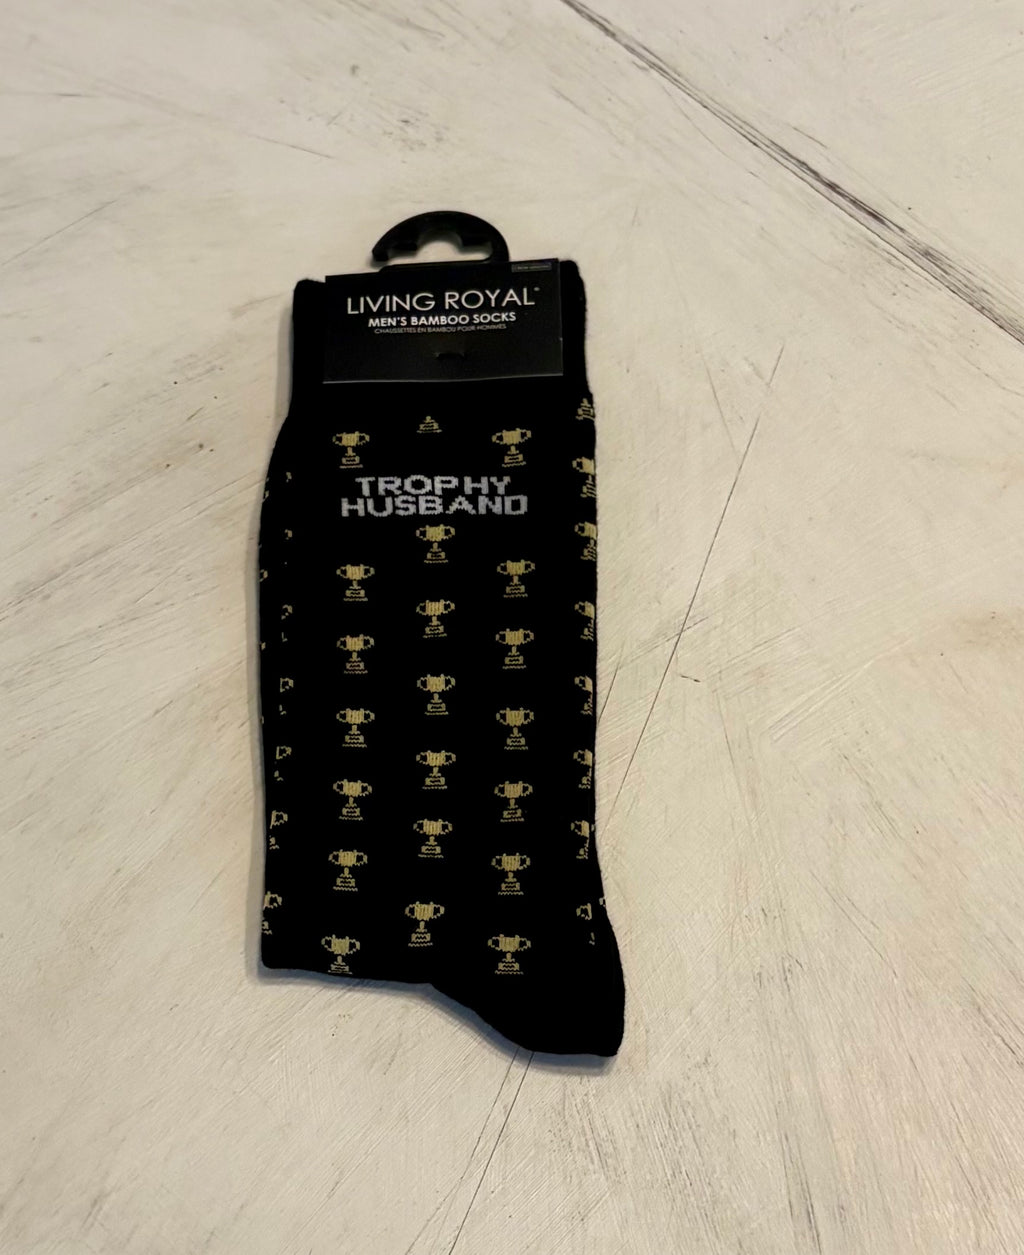 LIVING ROYAL
MEN'S BAMBOO SOCKS
CHAUSSETTES EN BAMBOU POUR HOMMES
TROPHY
HUSBAND